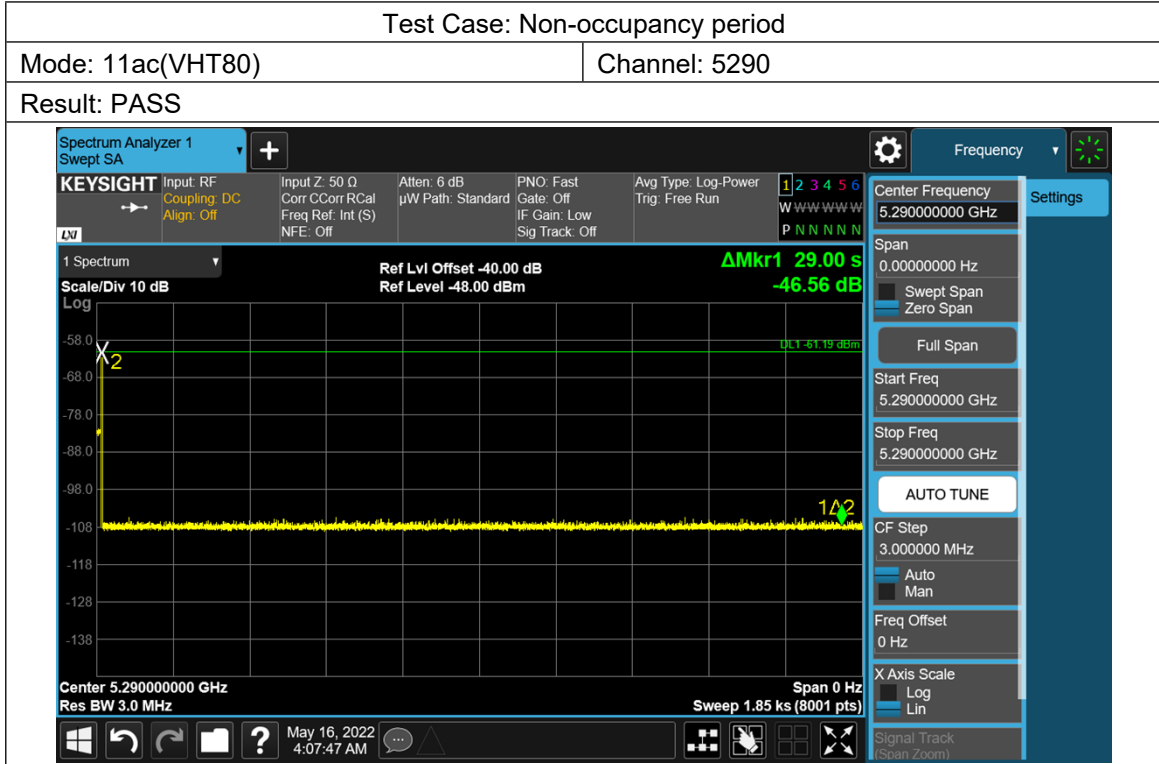 Test Case: Non-occupancy period
Mode: 11ac(VHT80) Channel: 5290
Result: PASS
Spectrum Analyzer 1
Swept SA
+
Frequency
KEYSIGHT
LXI
Input: RF
Coupling: DC
Align: Off
Input Z: 50 Ω
Corr CCorr RCal
Freq Ref: Int (S)
NFE: Off
Atten: 6 dB
µW Path: Standard
PNO: Fast
Gate: Off
IF Gain: Low
Sig Track: Off
Avg Type: Log-Power
Trig: Free Run
1 2 3 4 5 6
W W W W W W
P N N N N N
1 Spectrum
Scale/Div 10 dB
Log
Ref Lvl Offset -40.00 dB
Ref Level -48.00 dBm
ΔMkr1 29.00 s
-46.56 dB
DL1 -61.19 dBm
-58.0
X2
-68.0
-78.0
-88.0
-98.0
1Δ2
-108
-118
-128
-138
Center 5.290000000 GHz
Res BW 3.0 MHz
Span 0 Hz
Sweep 1.85 ks (8001 pts)
?
May 16, 2022
4:07:47 AM
Center Frequency
5.290000000 GHz
Settings
Span
0.00000000 Hz
Swept Span
Zero Span
Full Span
Start Freq
5.290000000 GHz
Stop Freq
5.290000000 GHz
AUTO TUNE
CF Step
3.000000 MHz
Auto
Man
Freq Offset
0 Hz
X Axis Scale
Log
Lin
Signal Track
(Span Zoom)